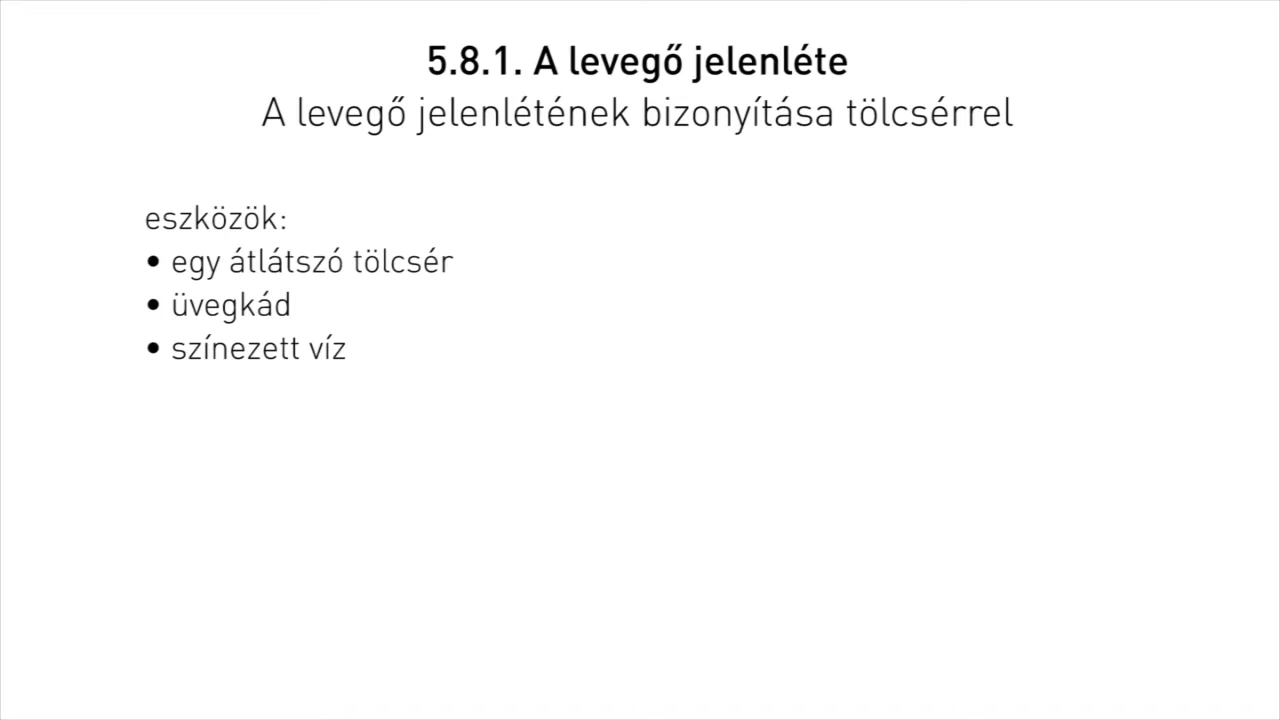 5.8.1. A levegő jelenléte
A levegő jelenlétének bizonyítása tölcsérrel
eszközök:
• egy átlátszó tölcsér
• üvegkád
• színezett víz